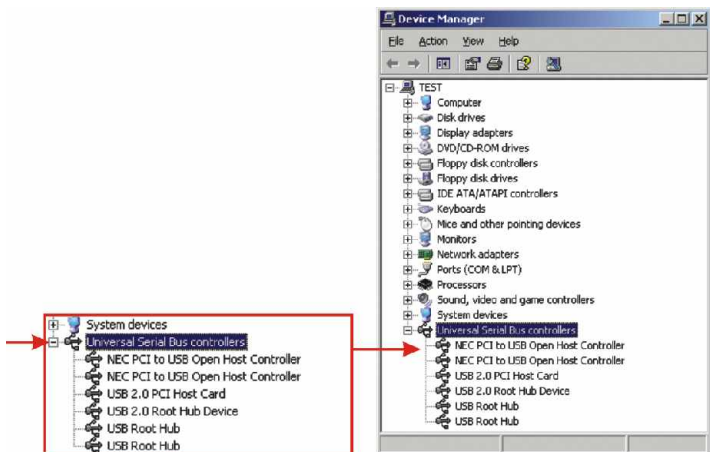 Device Manager
File Action View Help
TEST
Computer
Disk drives
Display adapters
DVD/CD-ROM drives
Floppy disk controllers
Floppy disk drives
IDE ATA/ATAPI controllers
Keyboards
Mice and other pointing devices
Monitors
Network adapters
Ports (COM & LPT)
Processors
Sound, video and game controllers
System devices
Universal Serial Bus controllers
NEC PCI to USB Open Host Controller
NEC PCI to USB Open Host Controller
USB 2.0 PCI Host Card
USB 2.0 Root Hub Device
USB Root Hub
USB Root Hub
System devices
Universal Serial Bus controllers
NEC PCI to USB Open Host Controller
NEC PCI to USB Open Host Controller
USB 2.0 PCI Host Card
USB 2.0 Root Hub Device
USB Root Hub
USB Root Hub